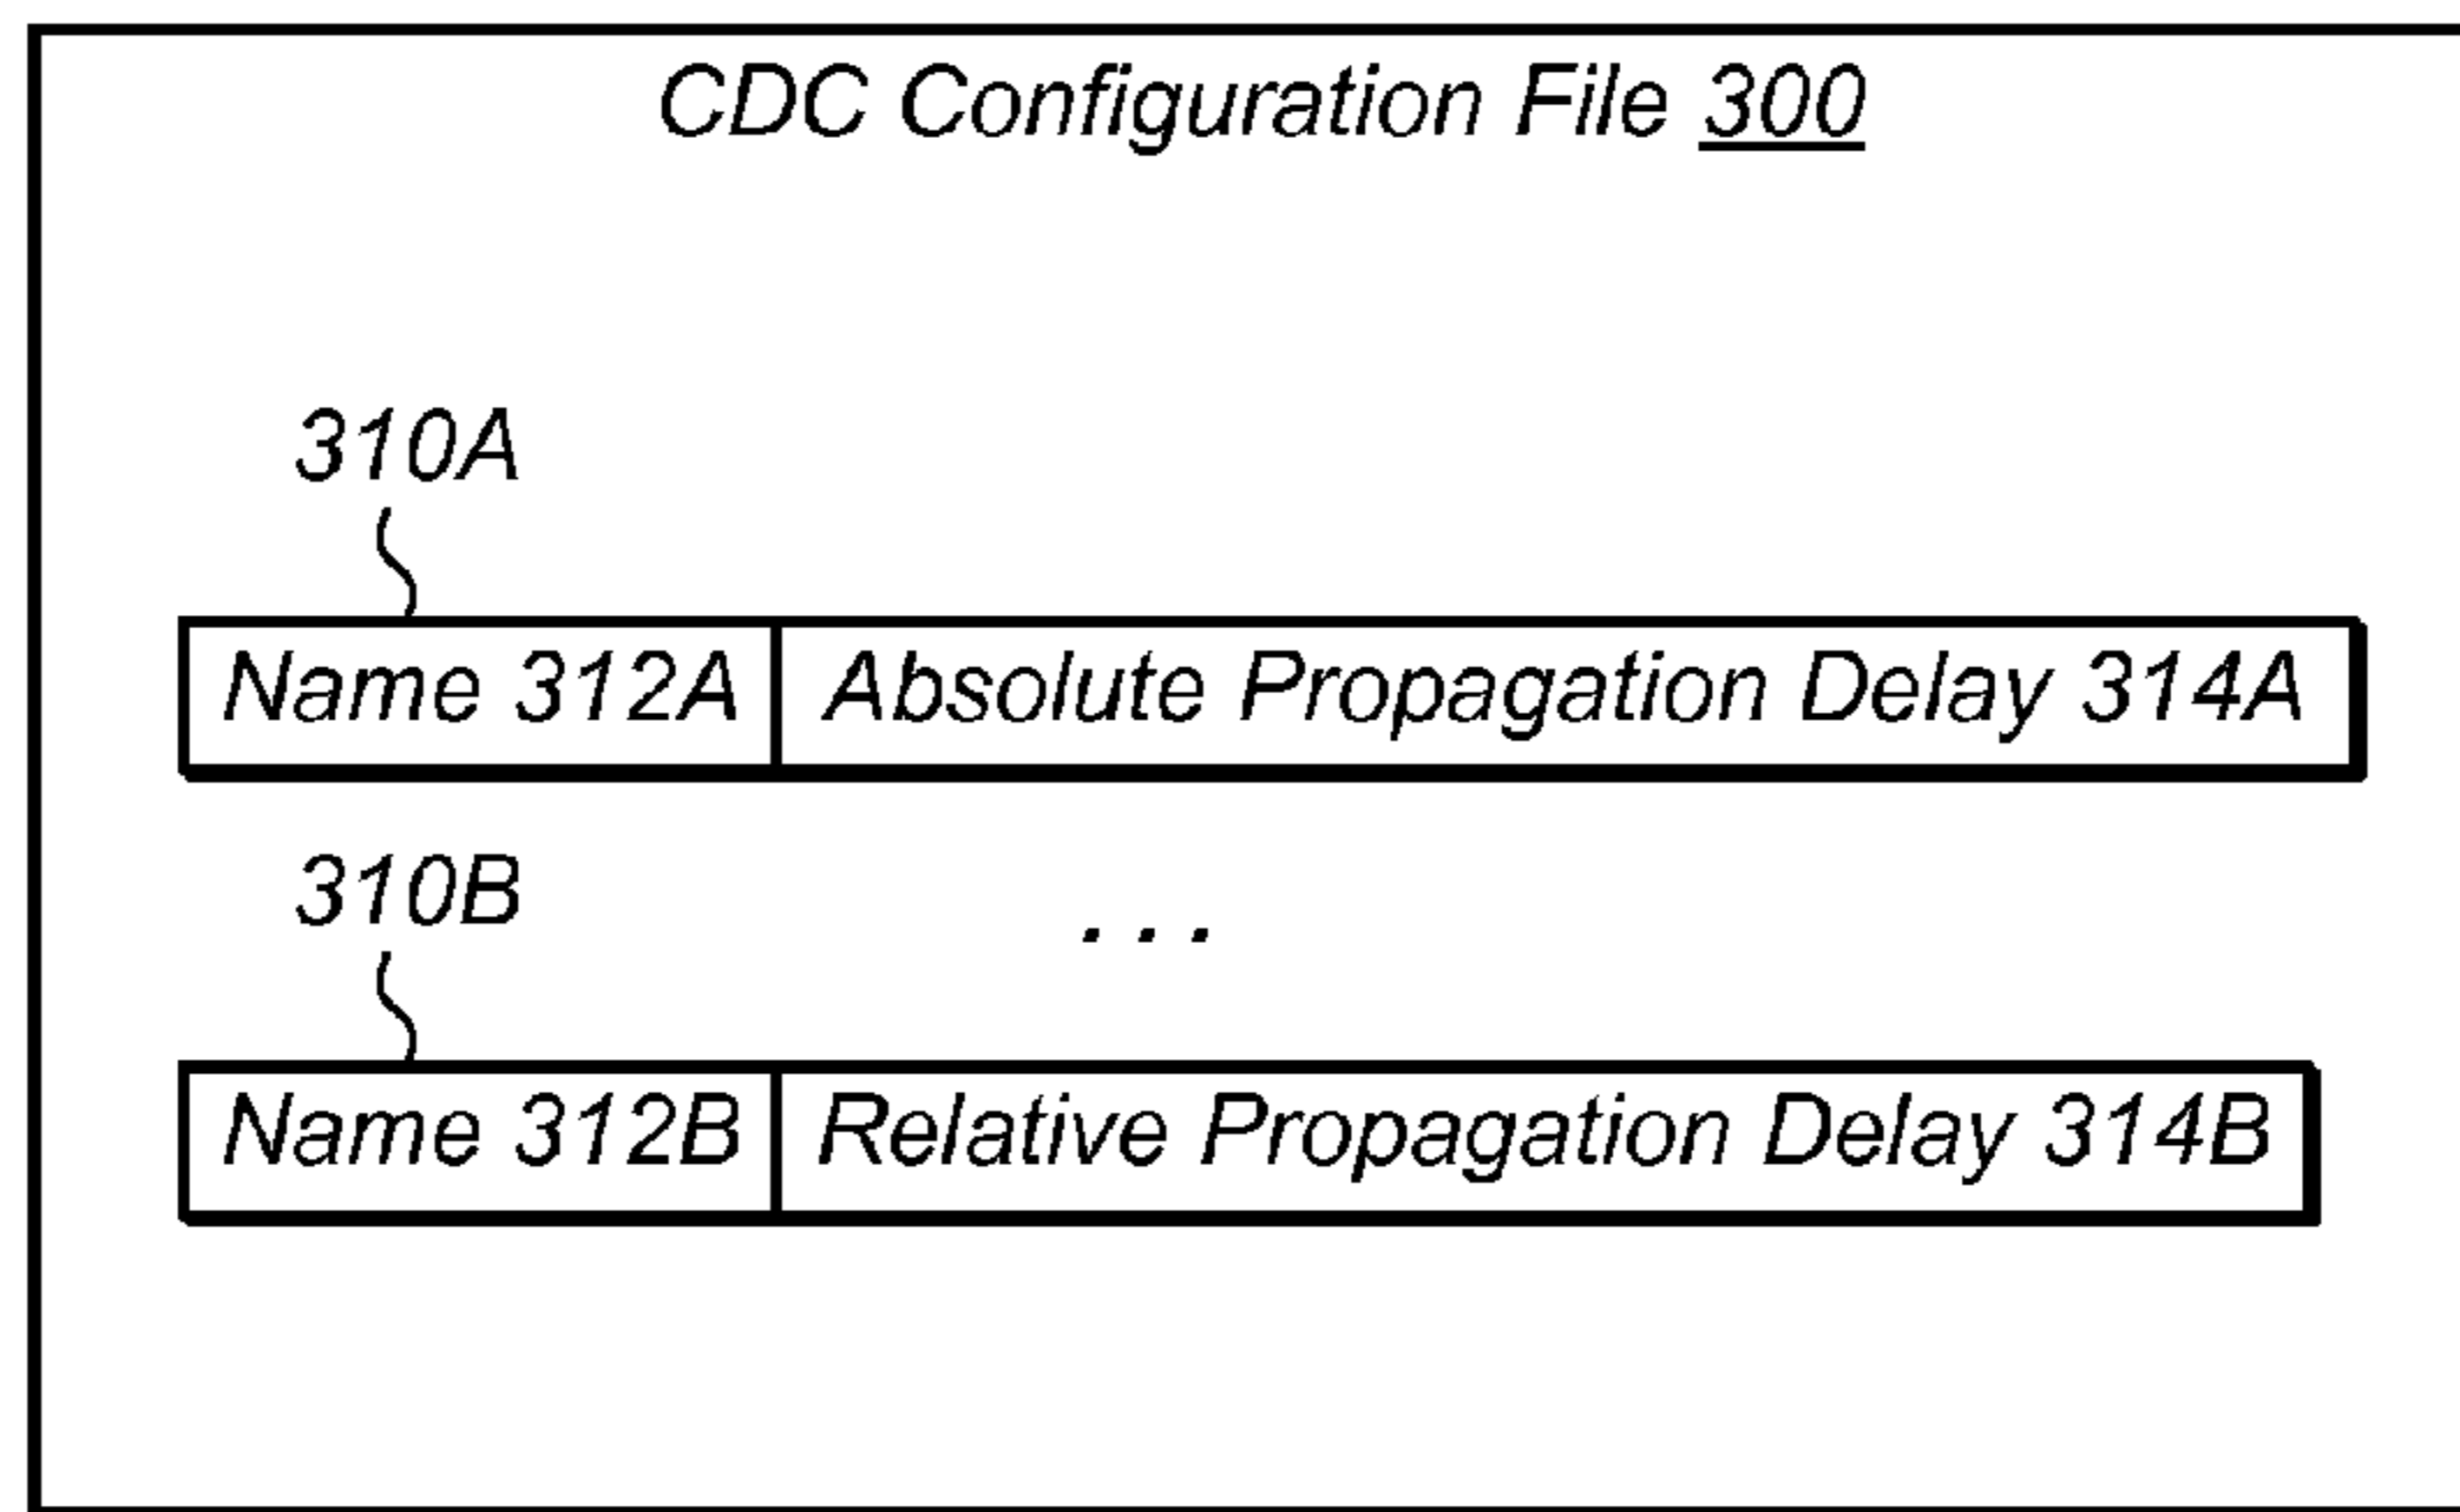 CDC Configuration File 300
310A
Name 312A Absolute Propagation Delay 314A
310B
...
Name 312B Relative Propagation Delay 314B